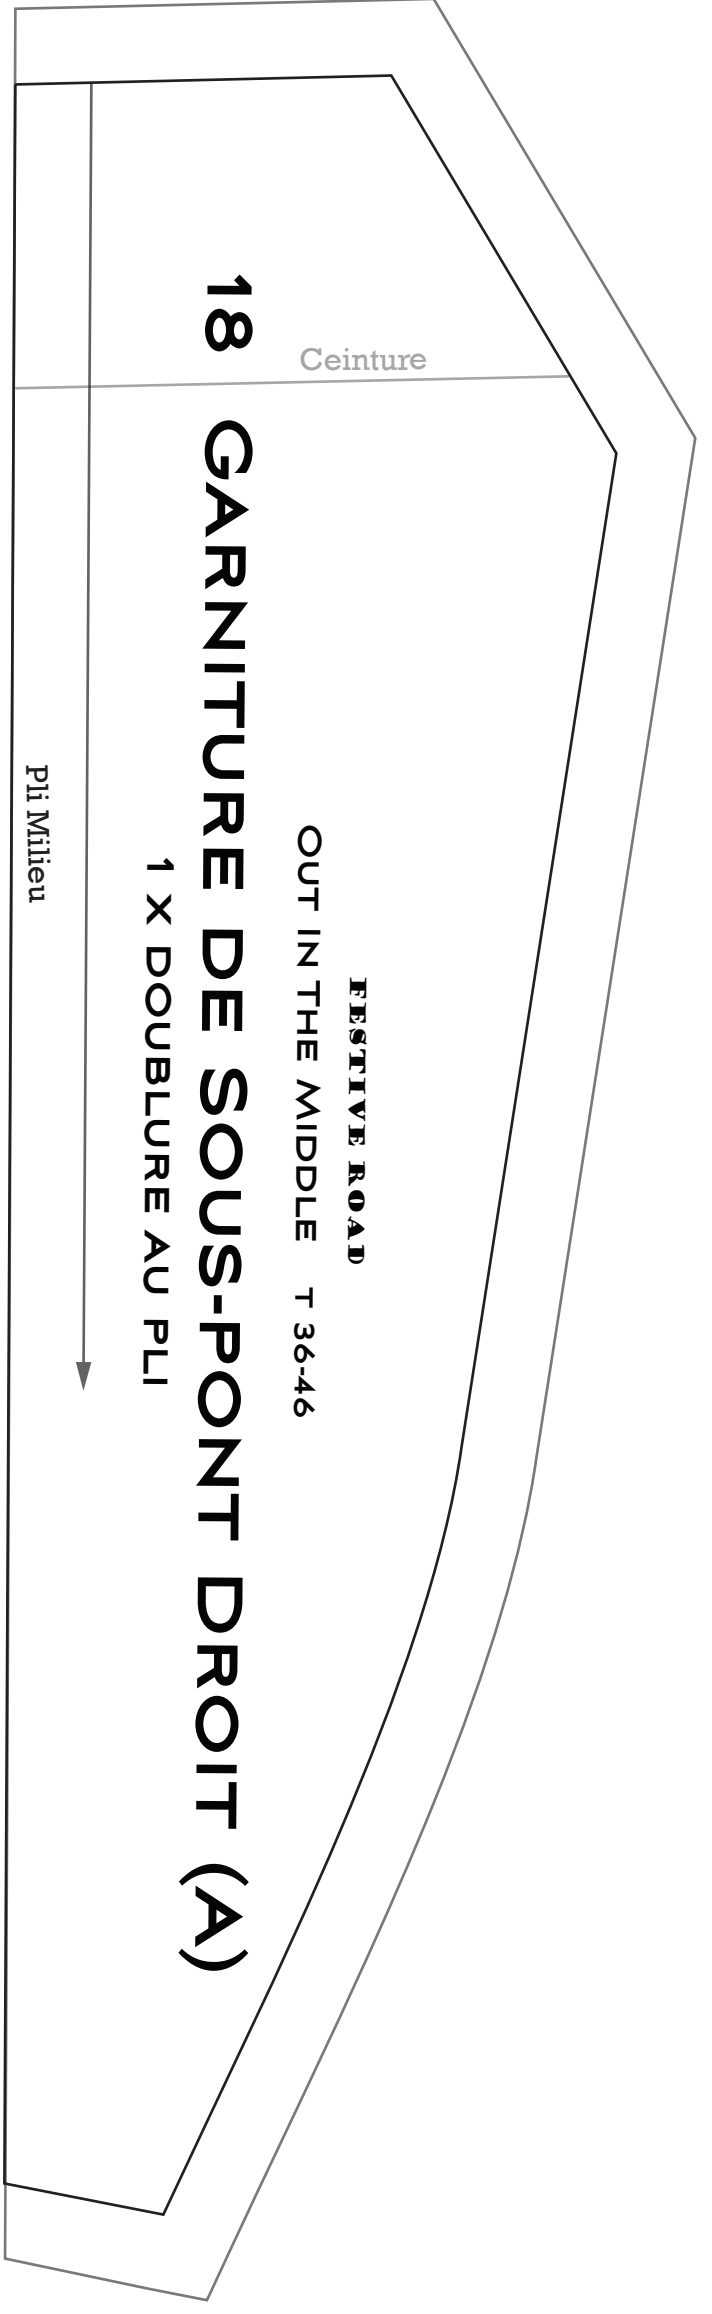 Ceinture
FESTIVE ROAD
OUT IN THE MIDDLE T 36-46
18 GARNITURE DE SOUS-PONT DROIT (A)
1 X DOUBLURE AU PLI
Pli Milieu